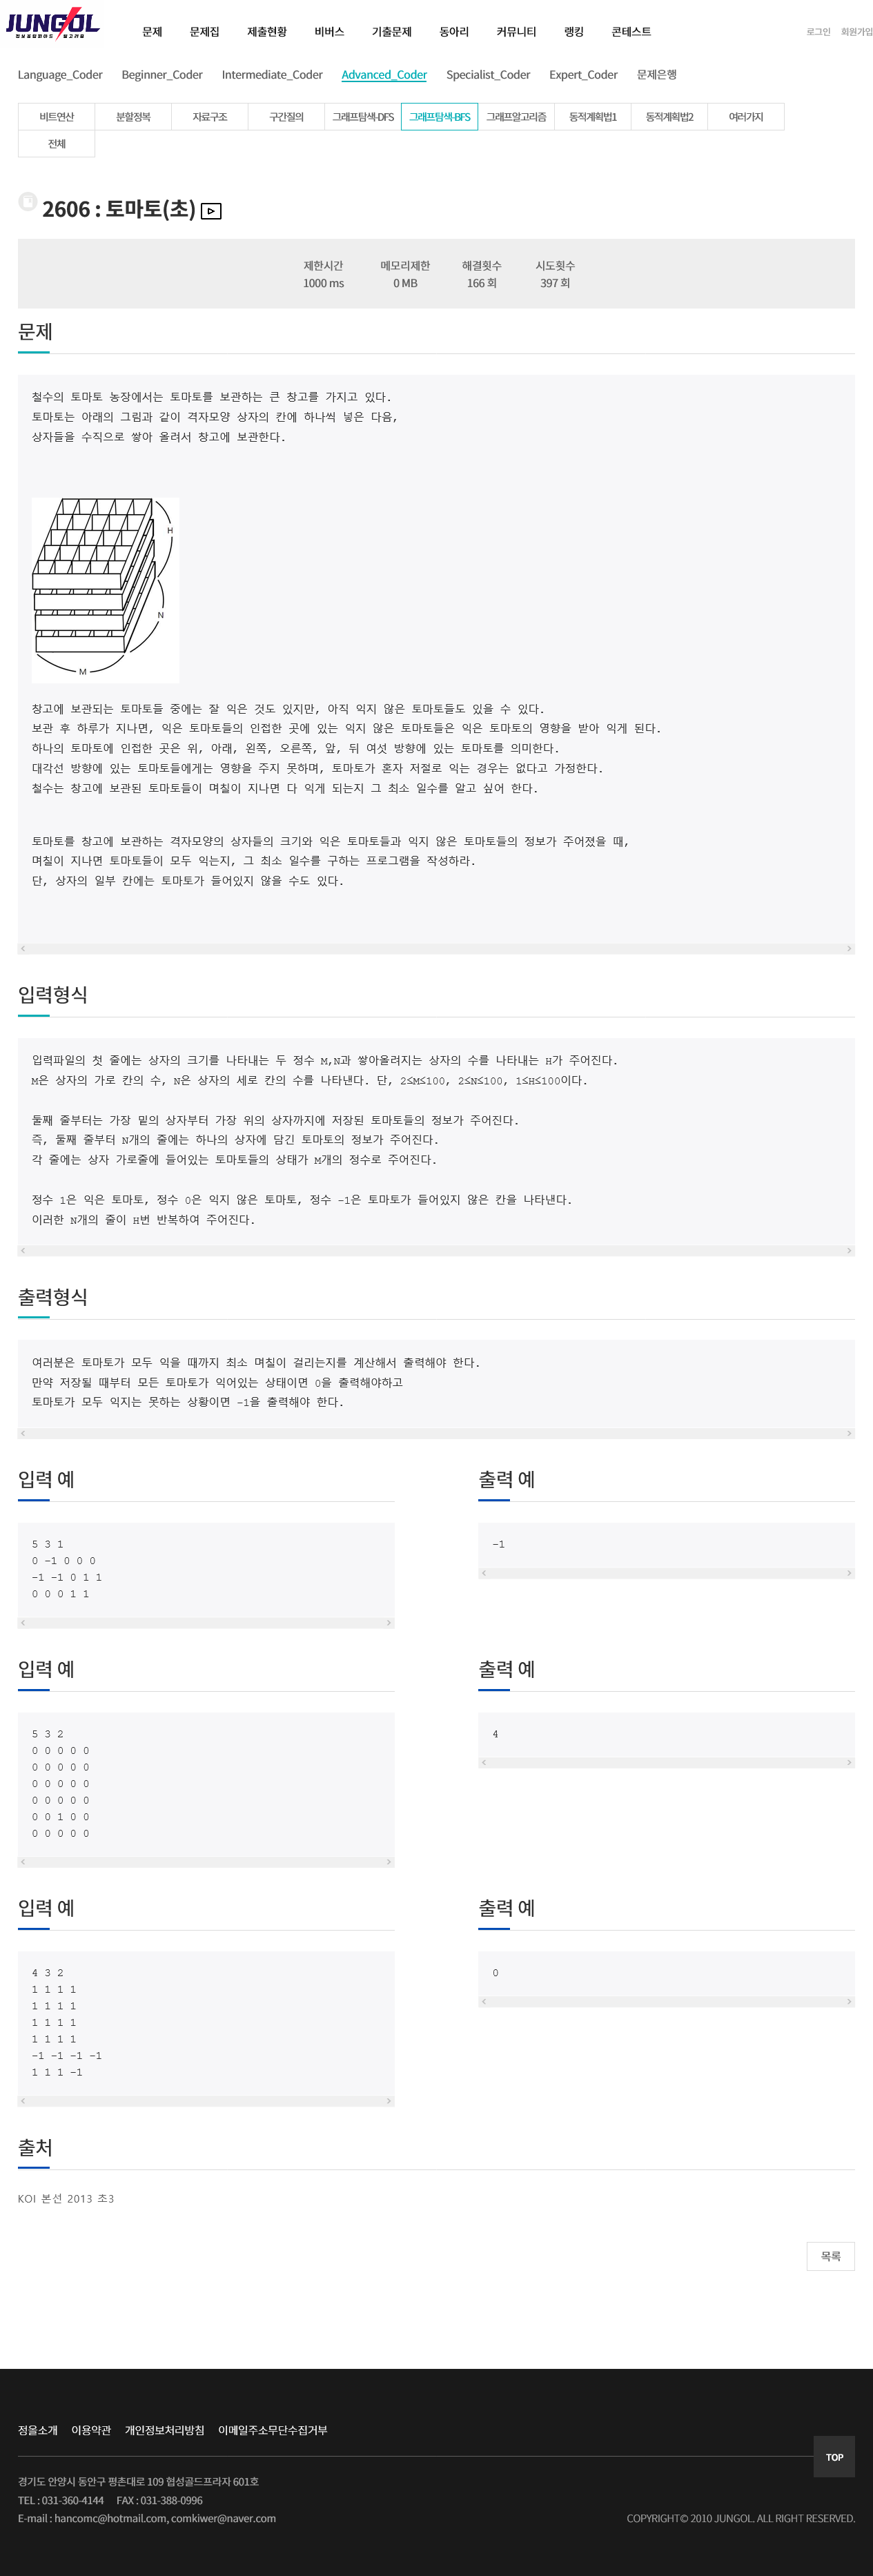 JUNGOL
정보올림피아드 & 알고리즘
문제 문제집 제출현황 비버스 기출문제 동아리 커뮤니티 랭킹 콘테스트
로그인 회원가입
Language_Coder Beginner_Coder Intermediate_Coder Advanced_Coder Specialist_Coder Expert_Coder 문제은행
비트연산 분할정복 자료구조 구간질의 그래프탐색-DFS 그래프탐색-BFS 그래프알고리즘 동적계획법1 동적계획법2 여러가지
전체
2606 : 토마토(초)
제한시간 메모리제한 해결횟수 시도횟수
1000 ms 0 MB 166 회 397 회
문제
철수의 토마토 농장에서는 토마토를 보관하는 큰 창고를 가지고 있다.
토마토는 아래의 그림과 같이 격자모양 상자의 칸에 하나씩 넣은 다음,
상자들을 수직으로 쌓아 올려서 창고에 보관한다.
H
N
M
창고에 보관되는 토마토들 중에는 잘 익은 것도 있지만, 아직 익지 않은 토마토들도 있을 수 있다.
보관 후 하루가 지나면, 익은 토마토들의 인접한 곳에 있는 익지 않은 토마토들은 익은 토마토의 영향을 받아 익게 된다.
하나의 토마토에 인접한 곳은 위, 아래, 왼쪽, 오른쪽, 앞, 뒤 여섯 방향에 있는 토마토를 의미한다.
대각선 방향에 있는 토마토들에게는 영향을 주지 못하며, 토마토가 혼자 저절로 익는 경우는 없다고 가정한다.
철수는 창고에 보관된 토마토들이 며칠이 지나면 다 익게 되는지 그 최소 일수를 알고 싶어 한다.
토마토를 창고에 보관하는 격자모양의 상자들의 크기와 익은 토마토들과 익지 않은 토마토들의 정보가 주어졌을 때,
며칠이 지나면 토마토들이 모두 익는지, 그 최소 일수를 구하는 프로그램을 작성하라.
단, 상자의 일부 칸에는 토마토가 들어있지 않을 수도 있다.
입력형식
입력파일의 첫 줄에는 상자의 크기를 나타내는 두 정수 M,N과 쌓아올려지는 상자의 수를 나타내는 H가 주어진다.
M은 상자의 가로 칸의 수, N은 상자의 세로 칸의 수를 나타낸다. 단, 2≤M≤100, 2≤N≤100, 1≤H≤100이다.
둘째 줄부터는 가장 밑의 상자부터 가장 위의 상자까지에 저장된 토마토들의 정보가 주어진다.
즉, 둘째 줄부터 N개의 줄에는 하나의 상자에 담긴 토마토의 정보가 주어진다.
각 줄에는 상자 가로줄에 들어있는 토마토들의 상태가 M개의 정수로 주어진다.
정수 1은 익은 토마토, 정수 0은 익지 않은 토마토, 정수 -1은 토마토가 들어있지 않은 칸을 나타낸다.
이러한 N개의 줄이 H번 반복하여 주어진다.
출력형식
여러분은 토마토가 모두 익을 때까지 최소 며칠이 걸리는지를 계산해서 출력해야 한다.
만약 저장될 때부터 모든 토마토가 익어있는 상태이면 0을 출력해야하고
토마토가 모두 익지는 못하는 상황이면 -1을 출력해야 한다.
입력 예
5 3 1
0 -1 0 0 0
-1 -1 0 1 1
0 0 0 1 1
출력 예
-1
입력 예
5 3 2
0 0 0 0 0
0 0 0 0 0
0 0 0 0 0
0 0 0 0 0
0 0 1 0 0
0 0 0 0 0
출력 예
4
입력 예
4 3 2
1 1 1 1
1 1 1 1
1 1 1 1
1 1 1 1
-1 -1 -1 -1
1 1 1 -1
출력 예
0
출처
KOI 본선 2013 초3
목록
정올소개 이용약관 개인정보처리방침 이메일주소무단수집거부
TOP
경기도 안양시 동안구 평촌대로 109 협성골드프라자 601호
TEL : 031-360-4144 FAX : 031-388-0996
E-mail : hancomc@hotmail.com, comkiwer@naver.com
COPYRIGHT© 2010 JUNGOL. ALL RIGHT RESERVED.